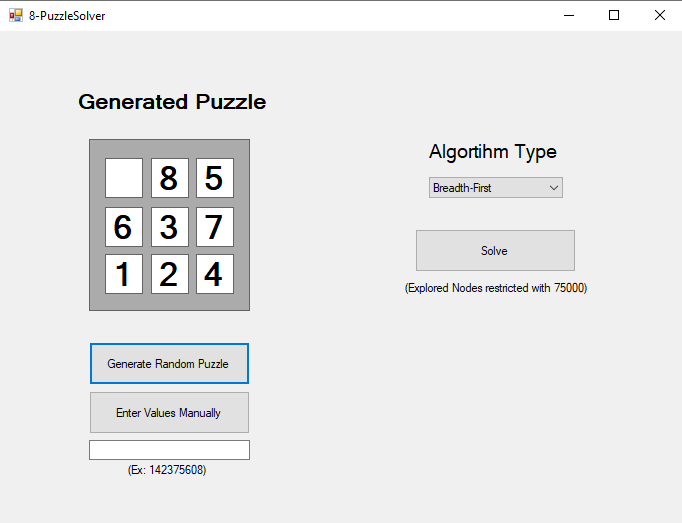 8-PuzzleSolver
Generated Puzzle
8 5
6 3 7
1 2 4
Generate Random Puzzle
Enter Values Manually
(Ex: 142375608)
Algortihm Type
Breadth-First
Solve
(Explored Nodes restricted with 75000)